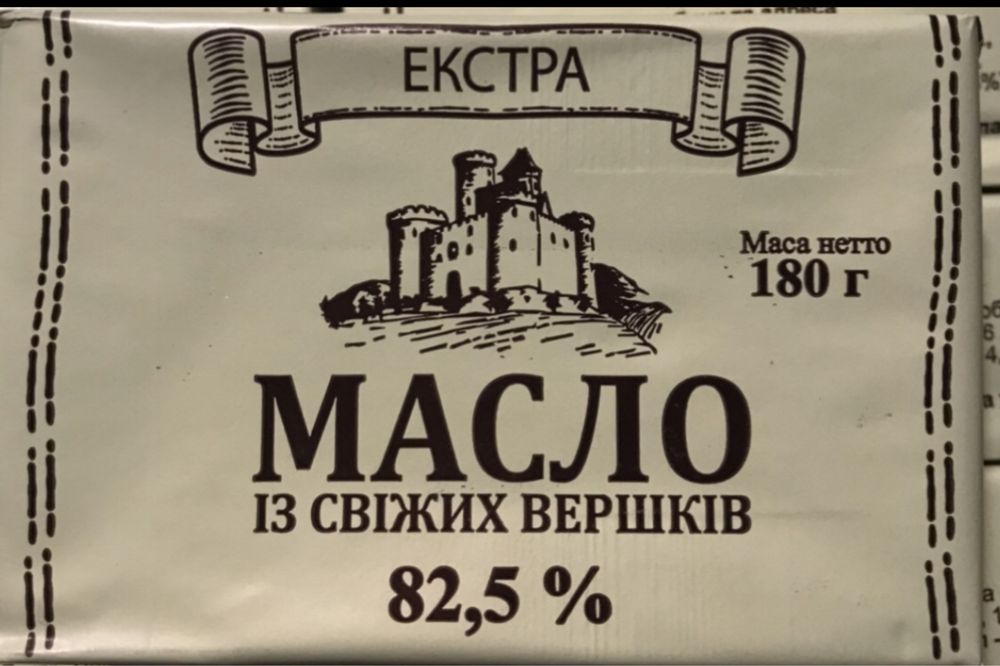 ЕКСТРА
Маса нетто
180 г
МАСЛО
ІЗ СВІЖИХ ВЕРШКІВ
82,5 %